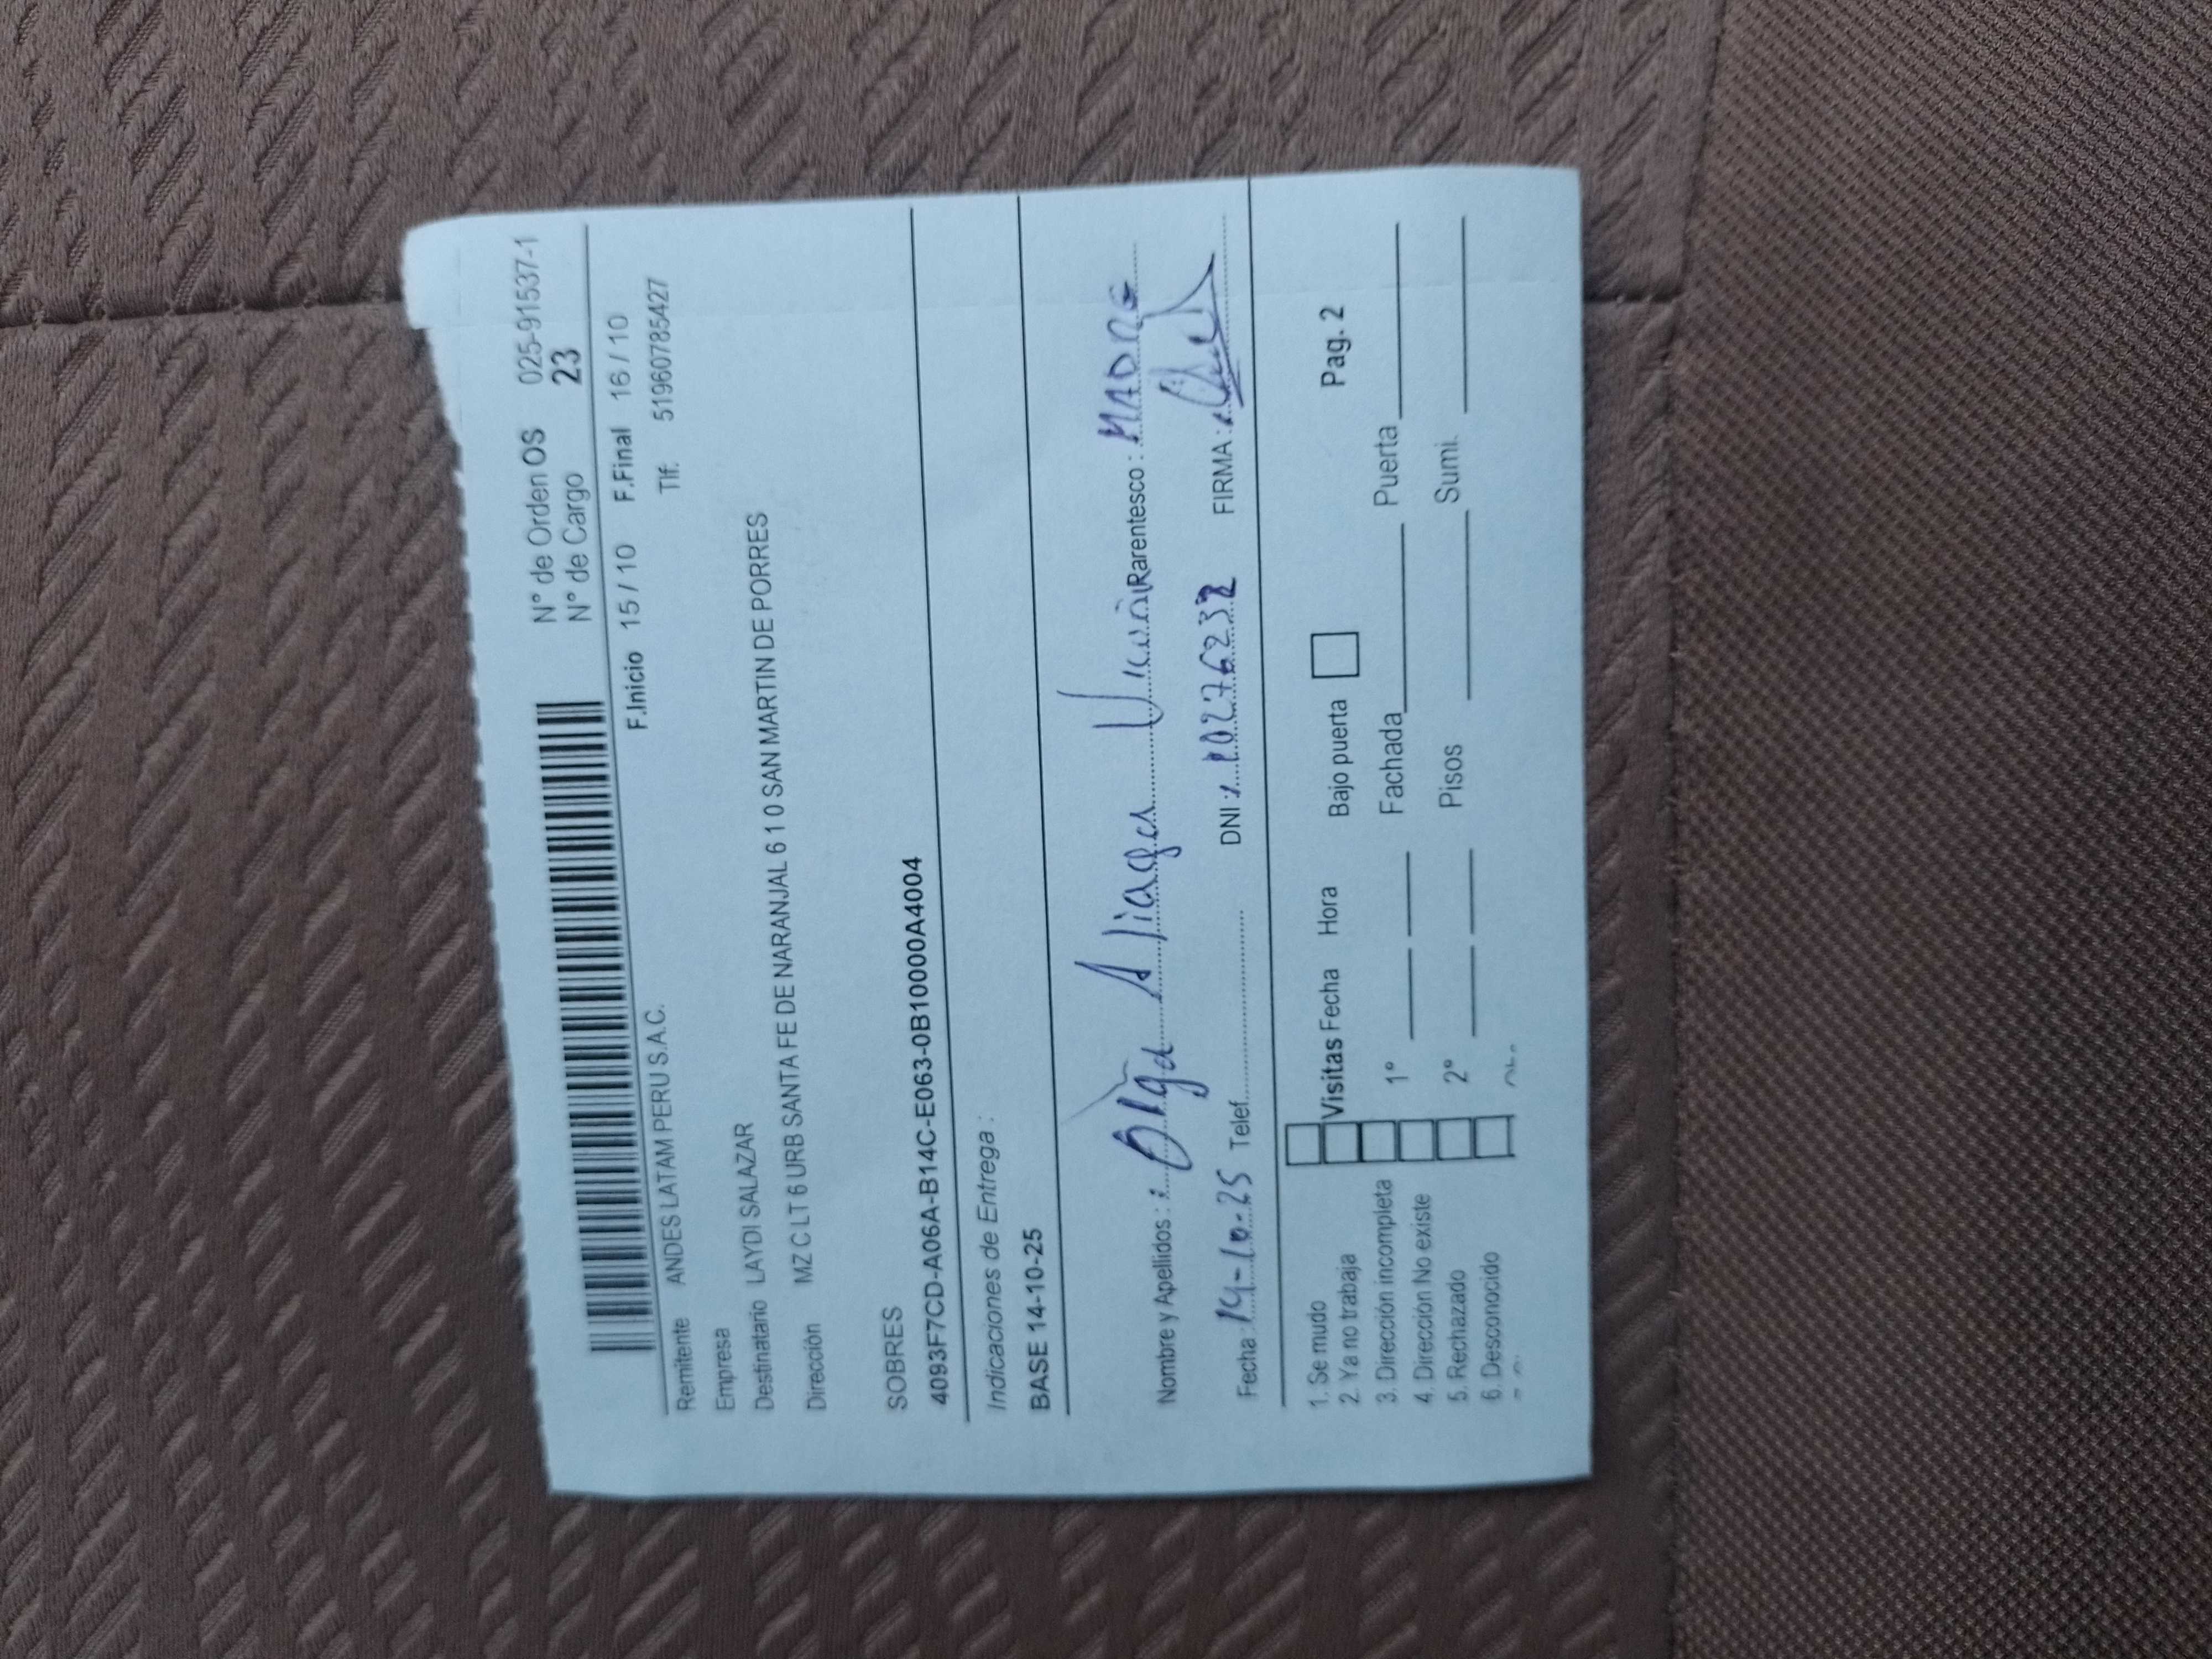 N° de Orden OS 025-91537-1
N° de Cargo 23
F.Inicio 15 / 10 F.Final 16 / 10
Remitente ANDES LATAM PERU S.A.C.
Tlf. 51960785427
Empresa
Destinatario LAYDI SALAZAR
Dirección MZ C LT 6 URB SANTA FE DE NARANJAL 6 1 0 SAN MARTIN DE PORRES
SOBRES
4093F7CD-A06A-B14C-E063-0B10000A4004
Indicaciones de Entrega :
BASE 14-10-25
Nombre y Apellidos : Olga Aliaga Parentesco : MADRE
Fecha 14-10-25 Telef. DNI : 10276232 FIRMA :
1. Se mudo
2. Ya no trabaja Visitas Fecha Hora Bajo puerta Pag. 2
3. Dirección incompleta 1° Fachada Puerta
4. Dirección No existe
5. Rechazado 2° Pisos Sumi.
6. Desconocido